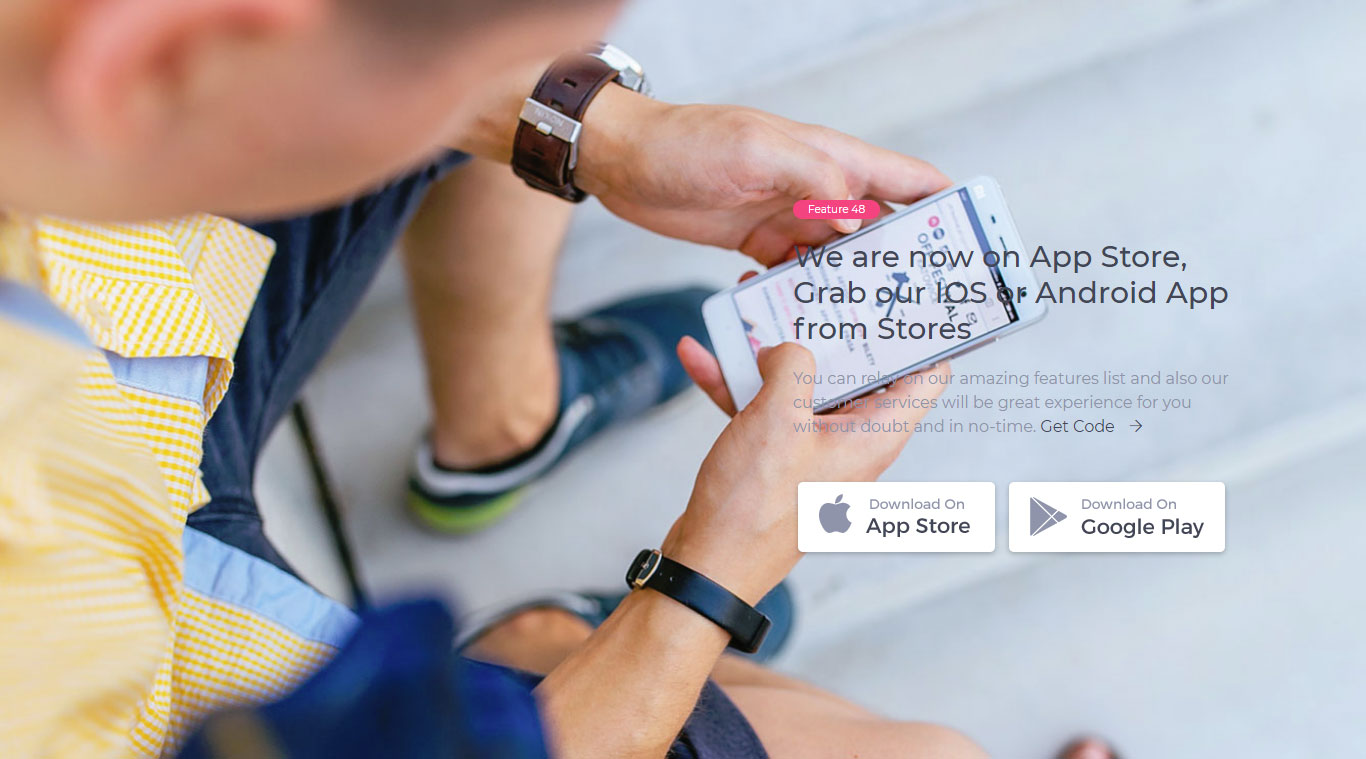 Feature 48
We are now on App Store,
Grab our IOS or Android App
from Stores
You can relay on our amazing features list and also our
customer services will be great experience for you
without doubt and in no-time. Get Code
Download On
App Store
Download On
Google Play